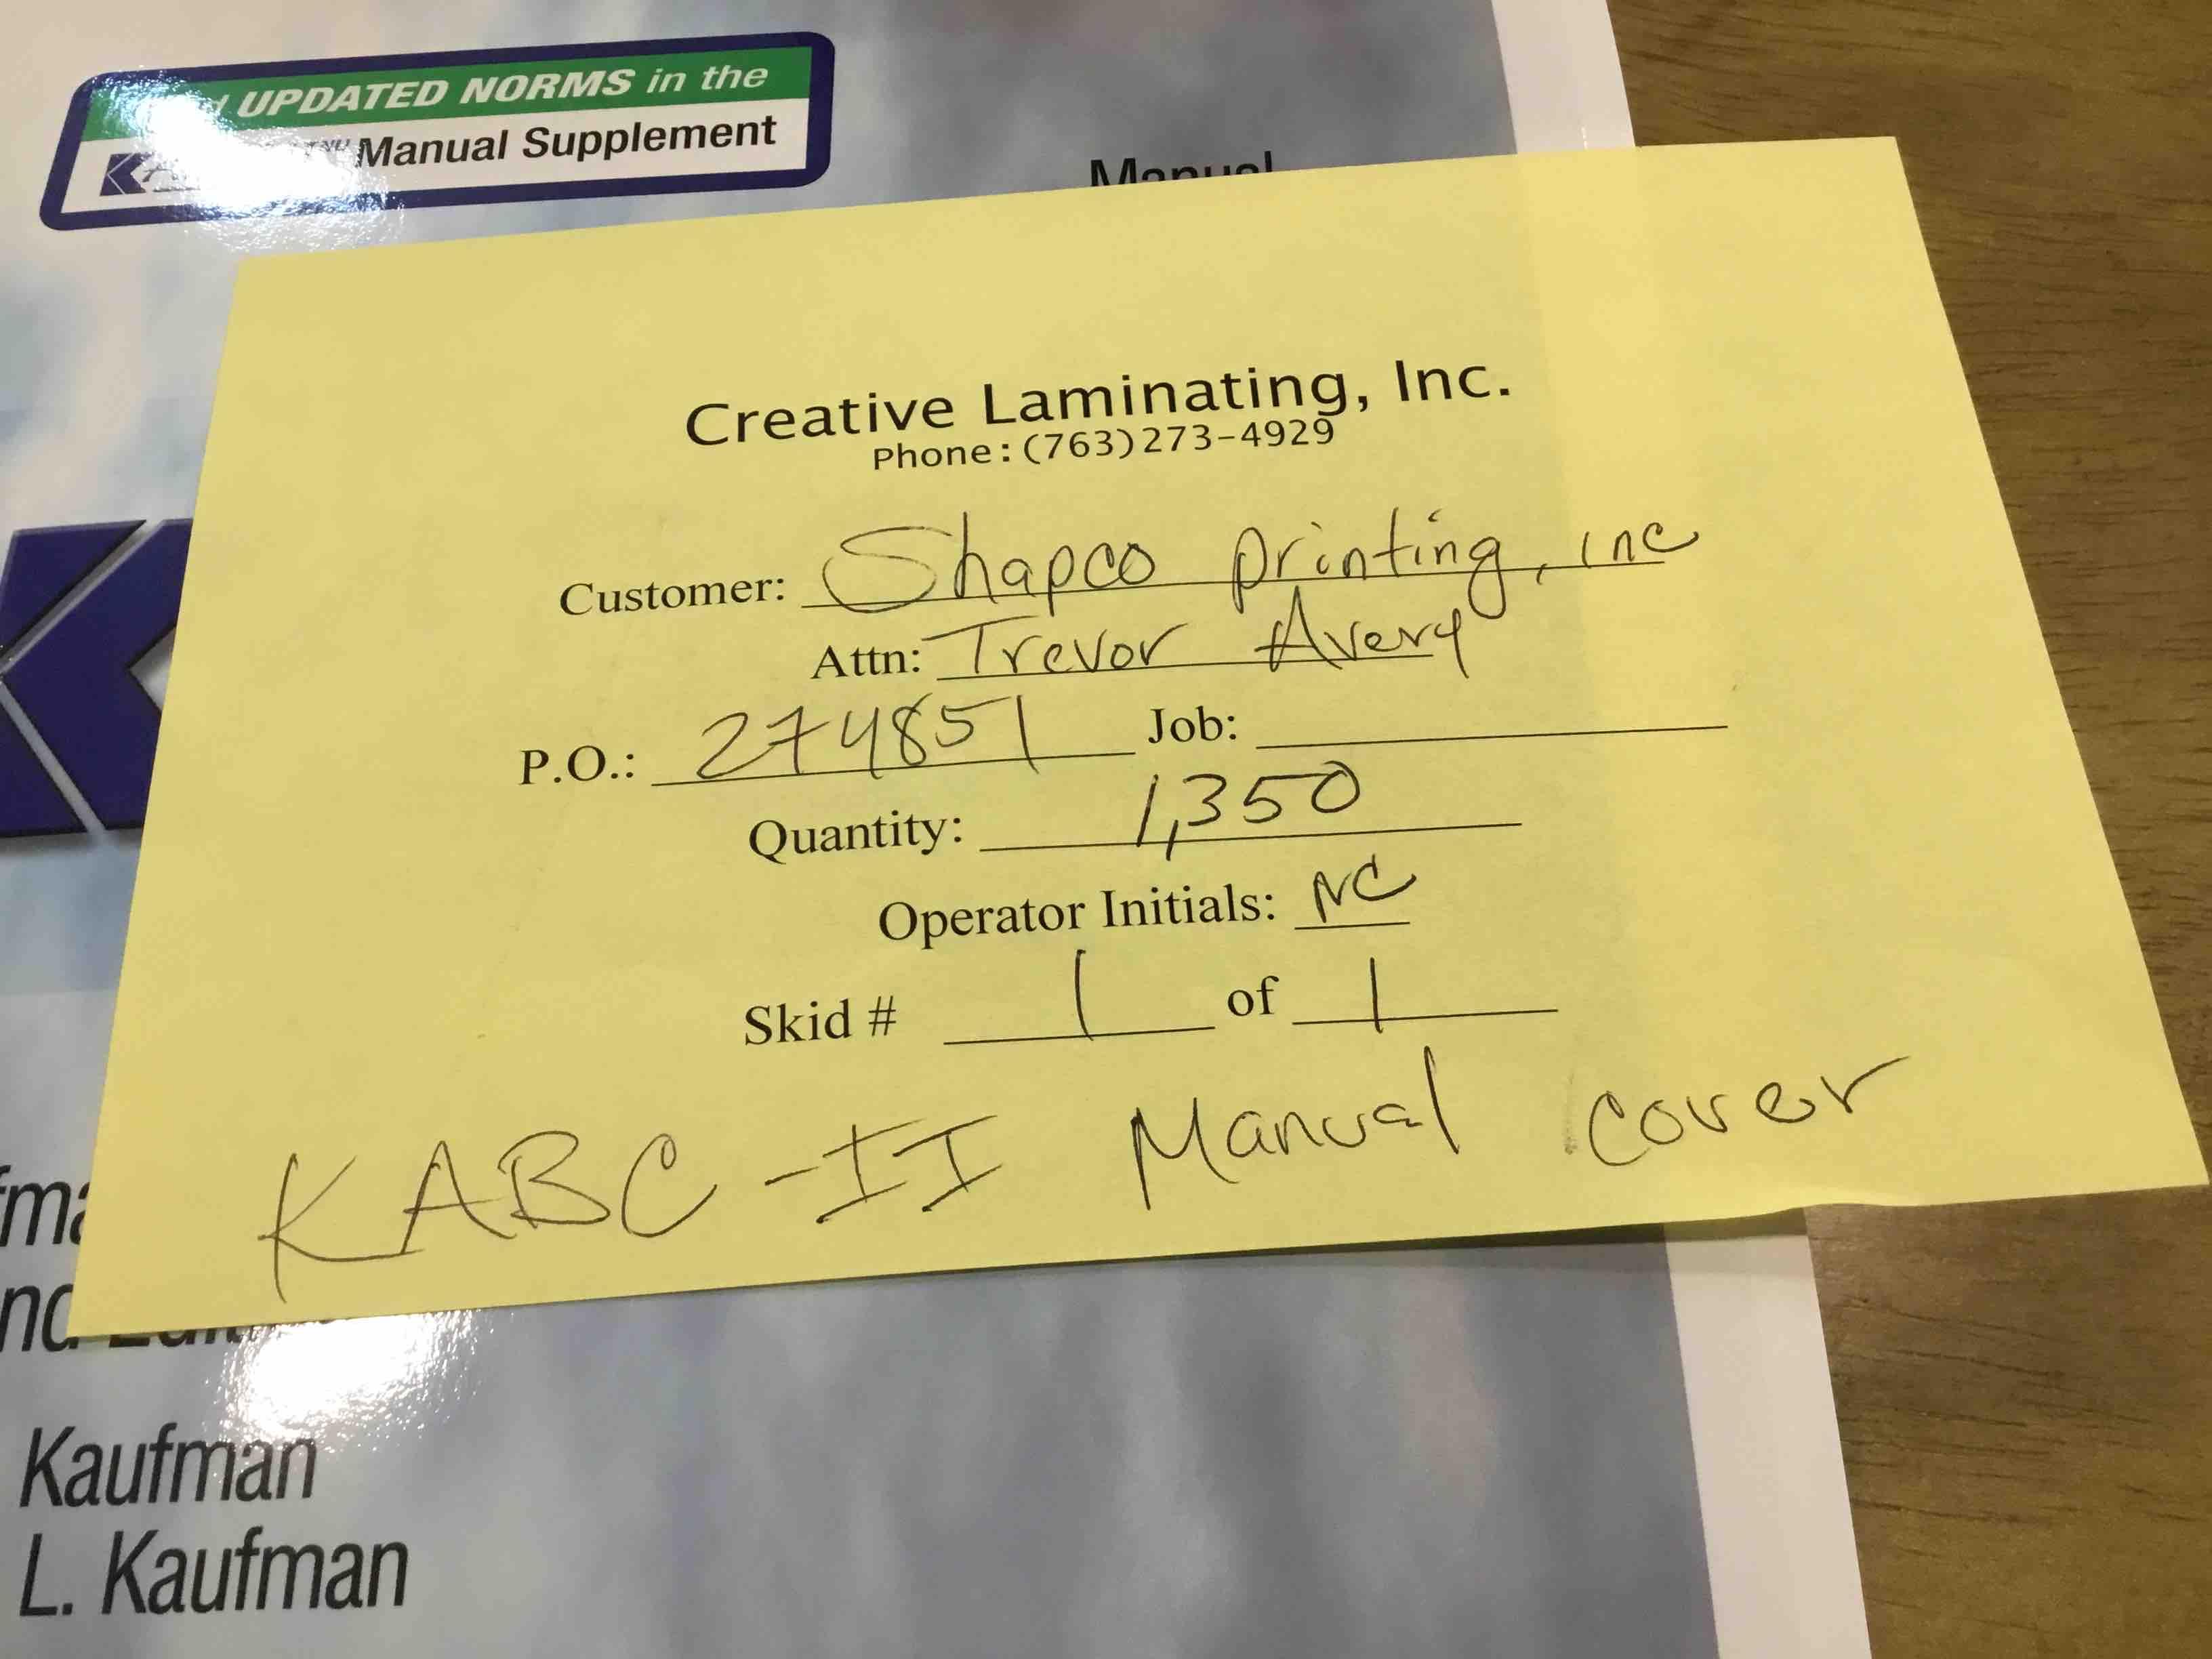 UPDATED NORMS in the
Manual Supplement
Manual
Creative Laminating, Inc.
Phone: (763)273-4929
Customer: Shapco printing, inc
Attn: Trevor Avery
P.O.: 274851 Job:
Quantity: 1,350
Operator Initials: NC
Skid # 1 of 1
KABC-II Manual cover
Kaufman
L. Kaufman